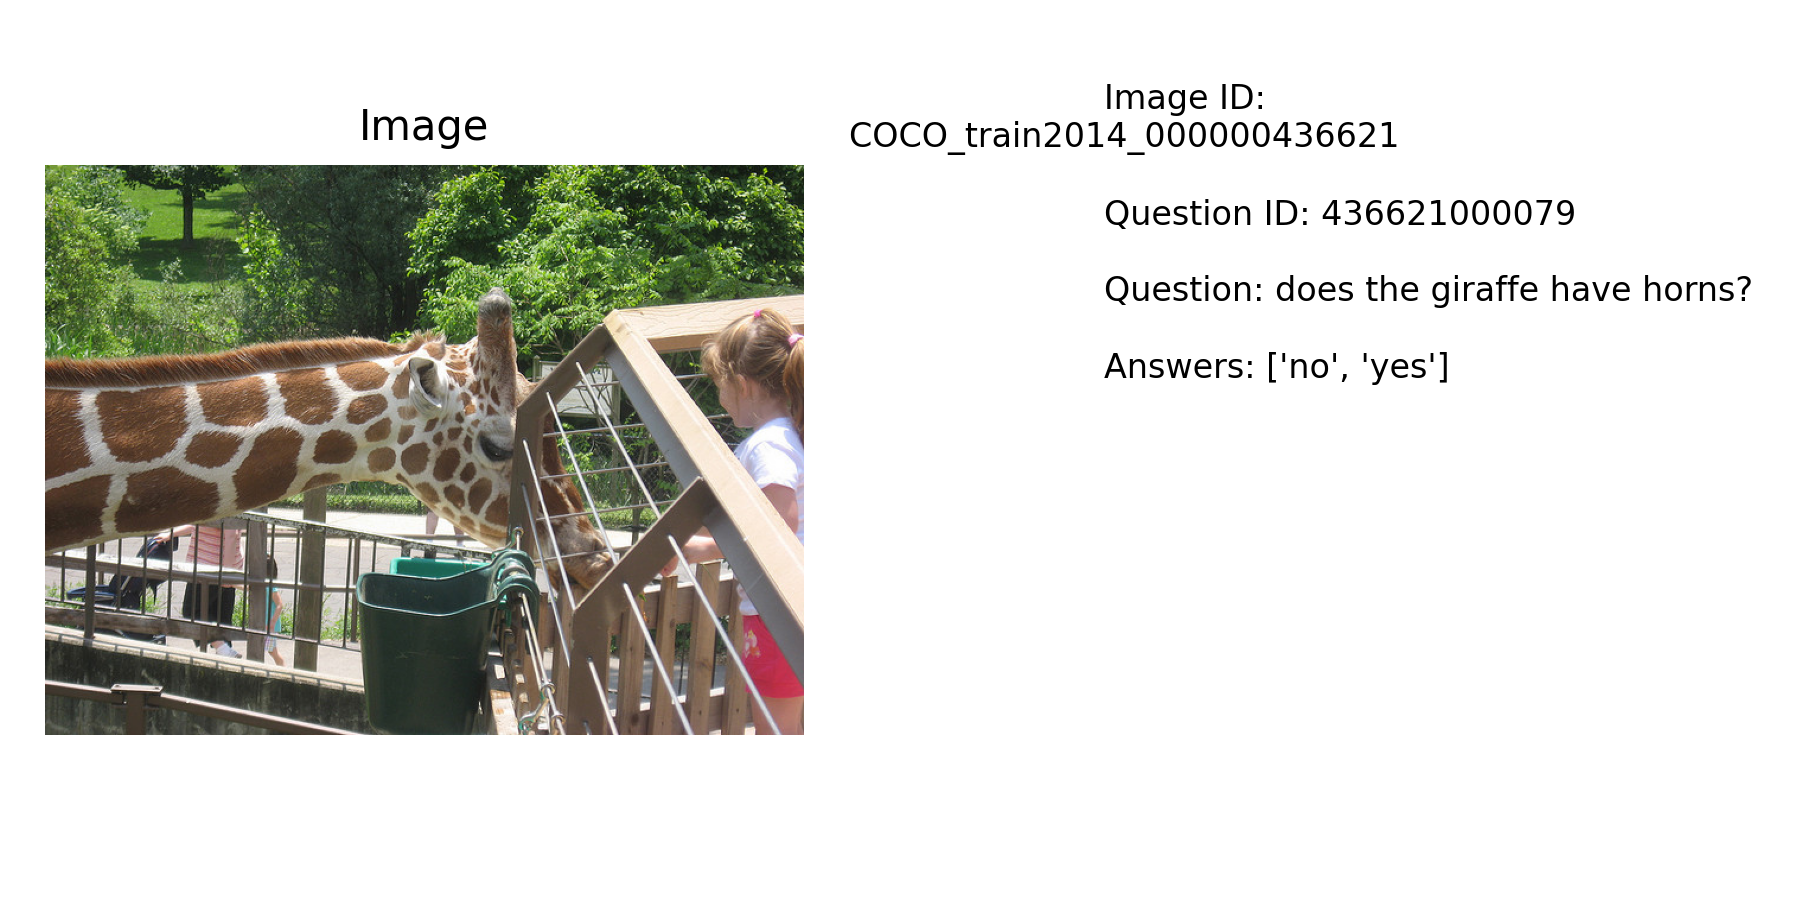 Image
Image ID:
COCO_train2014_000000436621
Question ID: 436621000079
Question: does the giraffe have horns?
Answers: ['no', 'yes']